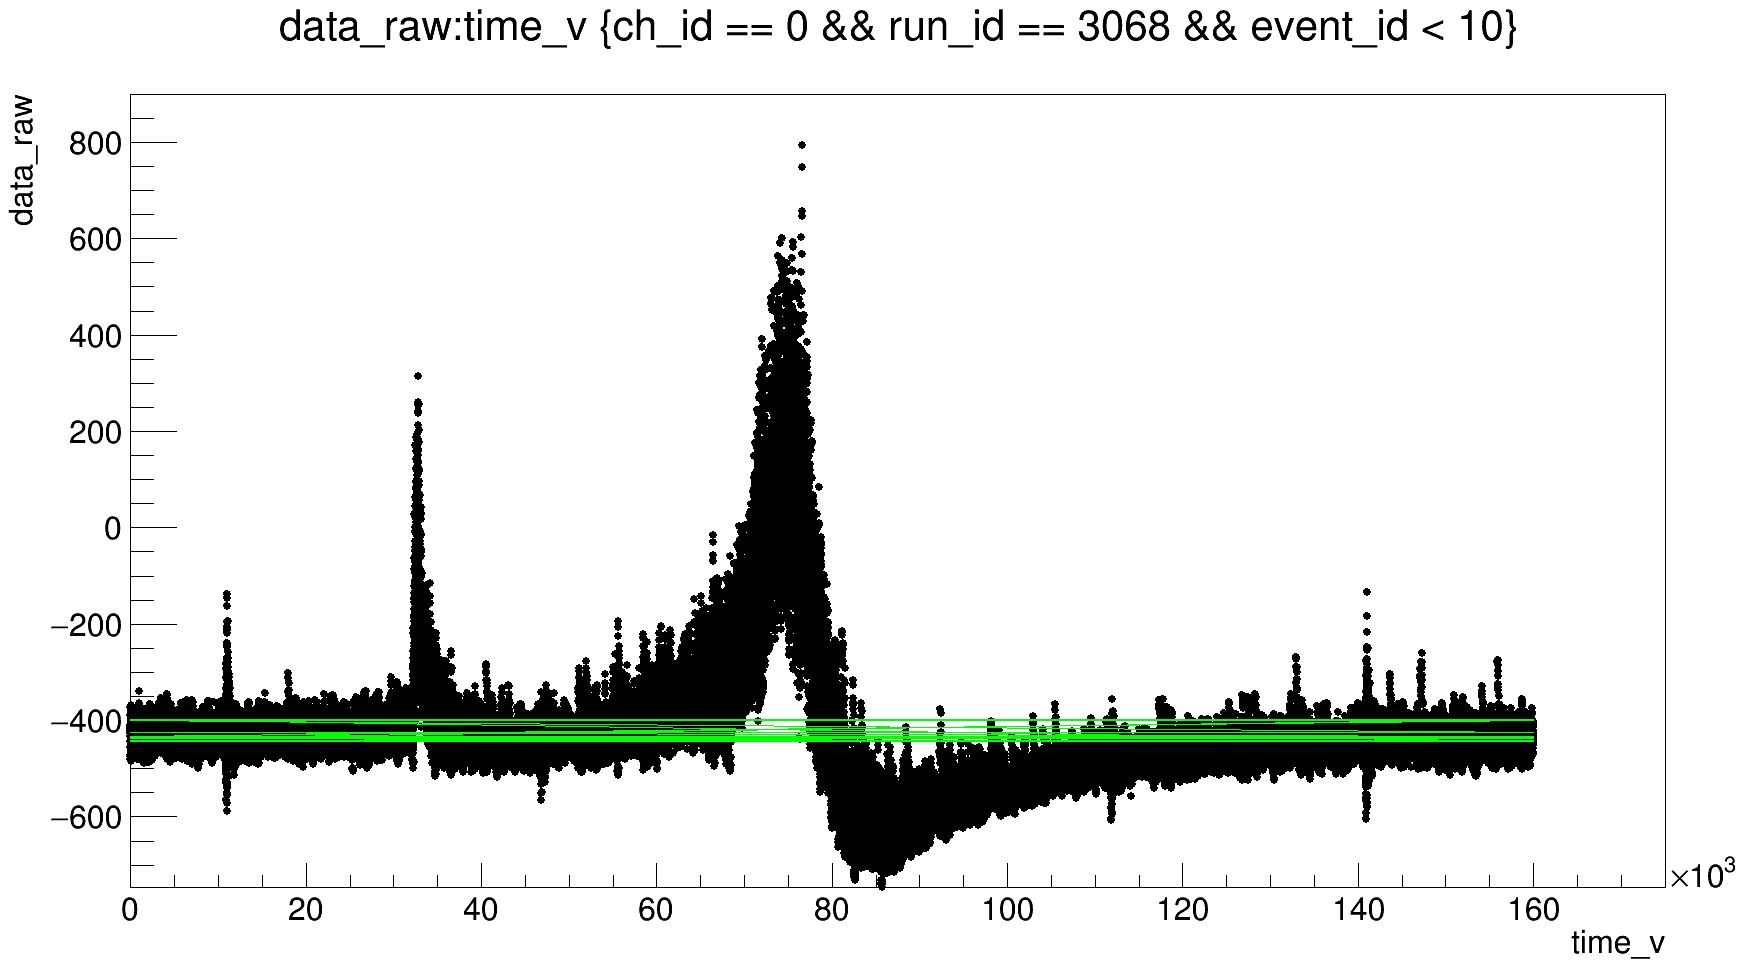 data_raw:time_v {ch_id == 0 && run_id == 3068 && event_id < 10}
data_raw
800
600
400
200
0
−200
−400
−600
0 20 40 60 80 100 120 140 160
×10³
time_v